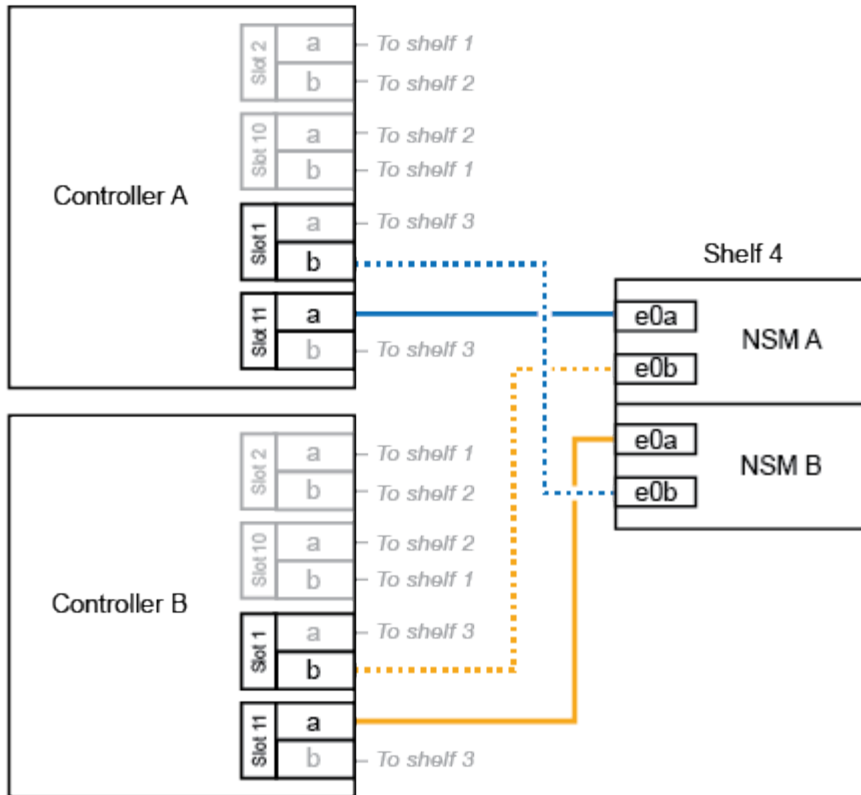 Controller A
Slot 2
a
To shelf 1
b
To shelf 2
Slot 10
a
To shelf 2
b
To shelf 1
Slot 1
a
To shelf 3
b
Slot 11
a
b
To shelf 3
Shelf 4
e0a
NSM A
e0b
e0a
NSM B
e0b
Controller B
Slot 2
a
To shelf 1
b
To shelf 2
Slot 10
a
To shelf 2
b
To shelf 1
Slot 1
a
To shelf 3
b
Slot 11
a
b
To shelf 3